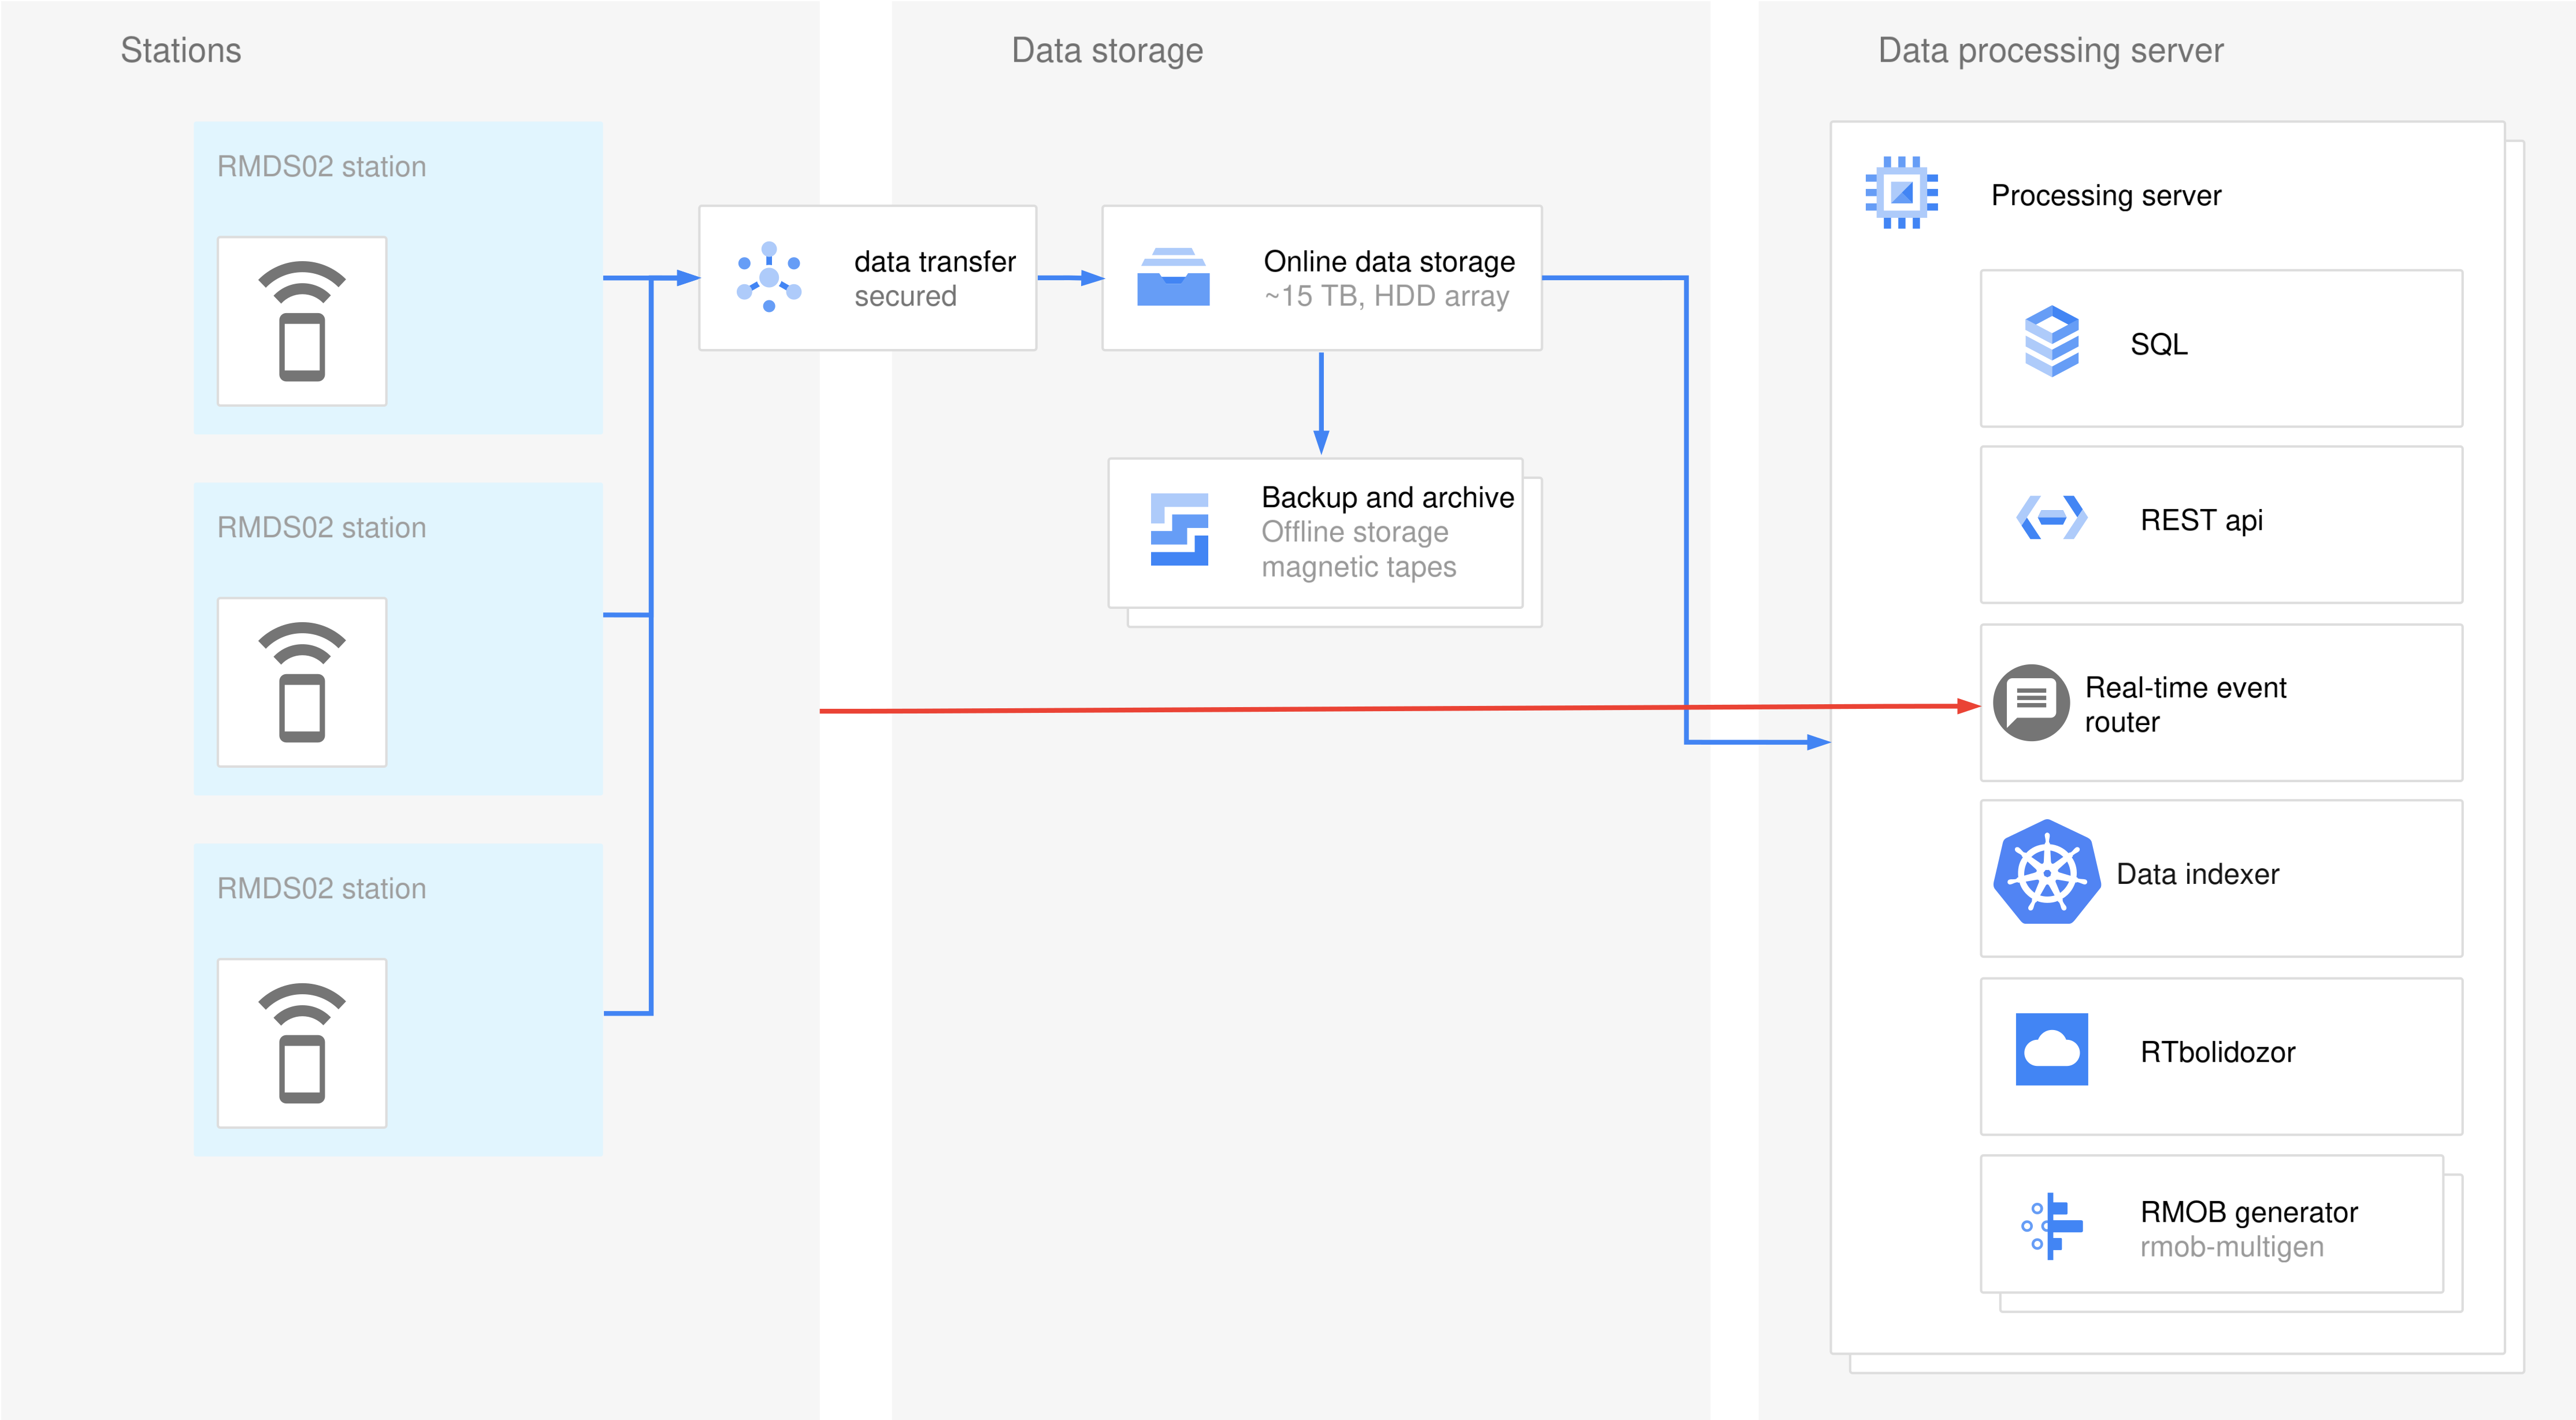 Stations
RMDS02 station
RMDS02 station
RMDS02 station
data transfer
secured
Data storage
Online data storage
~15 TB, HDD array
Backup and archive
Offline storage
magnetic tapes
Data processing server
Processing server
SQL
REST api
Real-time event
router
Data indexer
RTbolidozor
RMOB generator
rmob-multigen